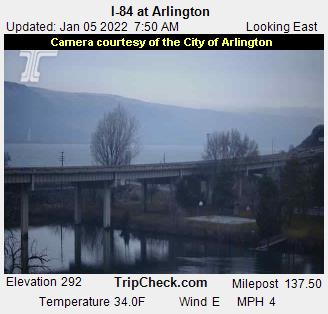 I-84 at Arlington
Updated: Jan 05 2022 7:50 AM Looking East
Camera courtesy of the City of Arlington
Elevation 292 TripCheck.com Milepost 137.50
Temperature 34.0F Wind E MPH 4